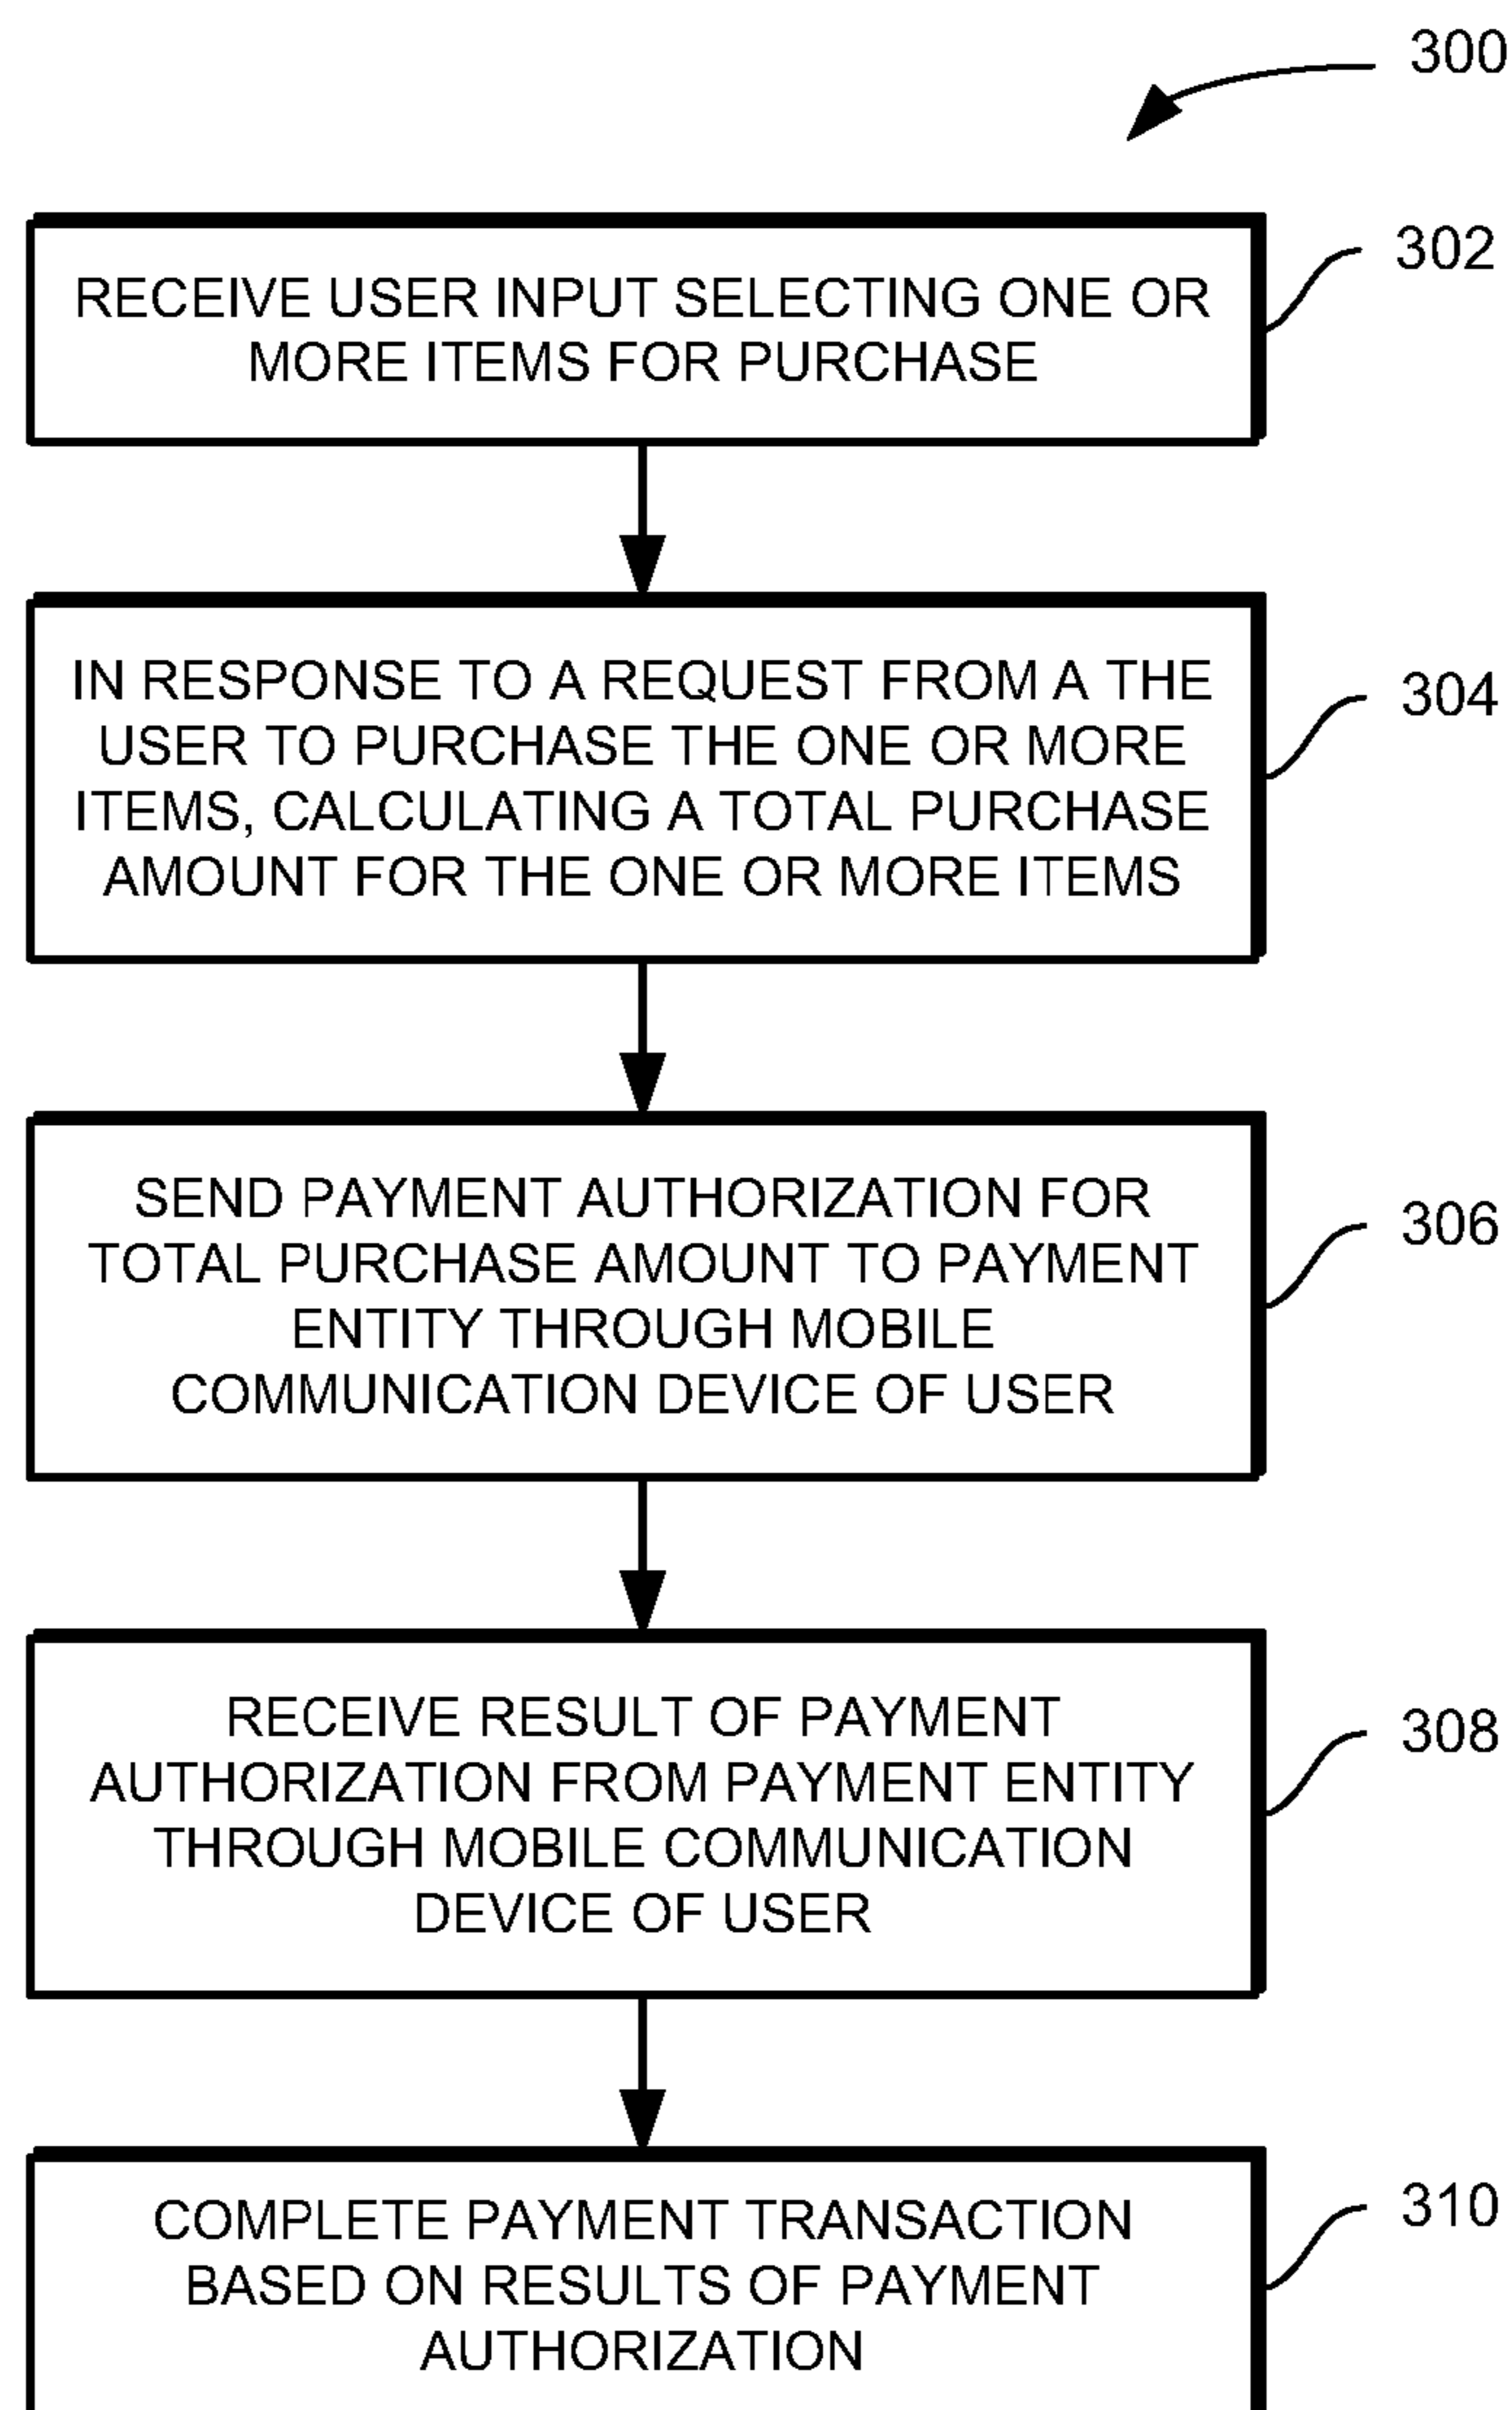 300
302
RECEIVE USER INPUT SELECTING ONE OR
MORE ITEMS FOR PURCHASE
304
IN RESPONSE TO A REQUEST FROM A THE
USER TO PURCHASE THE ONE OR MORE
ITEMS, CALCULATING A TOTAL PURCHASE
AMOUNT FOR THE ONE OR MORE ITEMS
306
SEND PAYMENT AUTHORIZATION FOR
TOTAL PURCHASE AMOUNT TO PAYMENT
ENTITY THROUGH MOBILE
COMMUNICATION DEVICE OF USER
308
RECEIVE RESULT OF PAYMENT
AUTHORIZATION FROM PAYMENT ENTITY
THROUGH MOBILE COMMUNICATION
DEVICE OF USER
310
COMPLETE PAYMENT TRANSACTION
BASED ON RESULTS OF PAYMENT
AUTHORIZATION